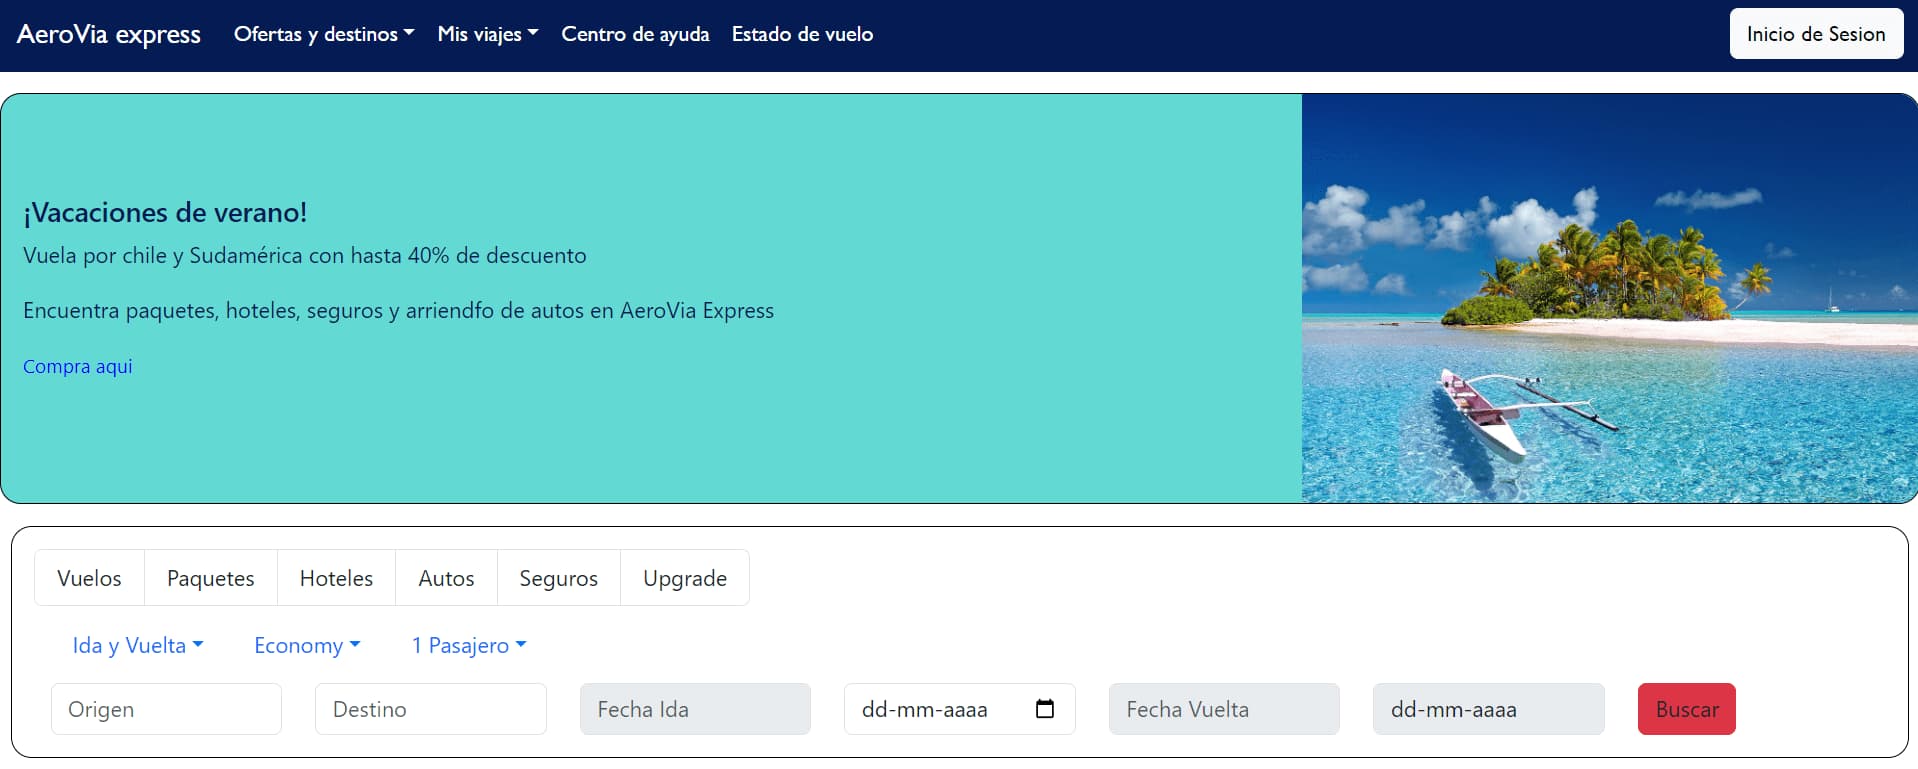 AeroVia express Ofertas y destinos Mis viajes Centro de ayuda Estado de vuelo Inicio de Sesion
¡Vacaciones de verano!
Vuela por chile y Sudamérica con hasta 40% de descuento
Encuentra paquetes, hoteles, seguros y arriendfo de autos en AeroVia Express
Compra aqui
Vuelos Paquetes Hoteles Autos Seguros Upgrade
Ida y Vuelta Economy 1 Pasajero
Origen Destino Fecha Ida dd-mm-aaaa Fecha Vuelta dd-mm-aaaa Buscar